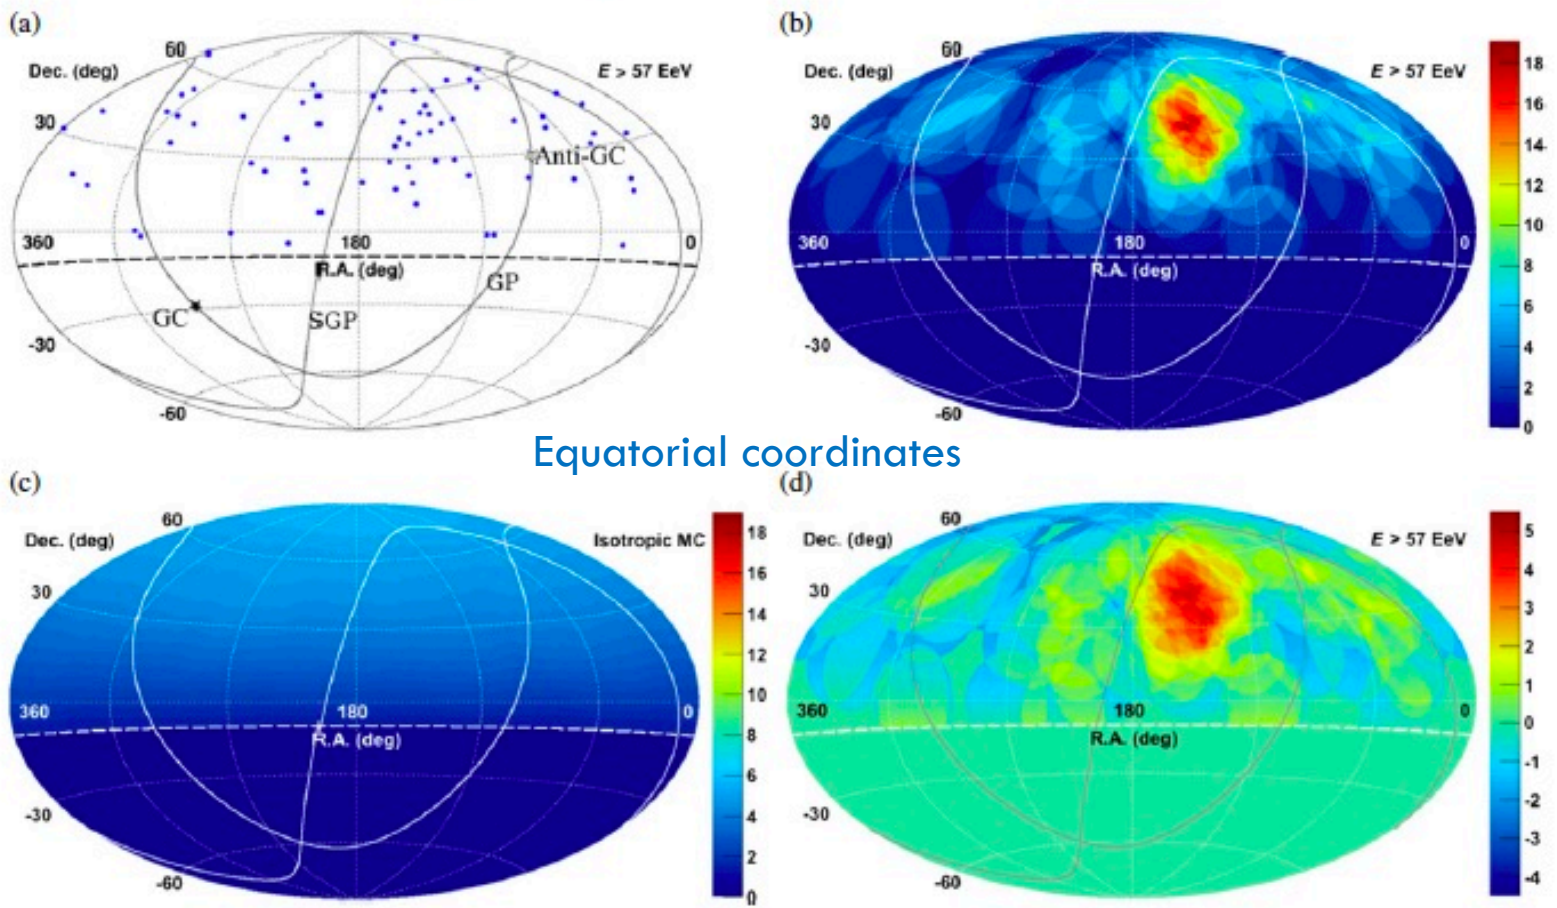 (a)
60
Dec. (deg)
E > 57 EeV
30
Anti-GC
360
180
0
R.A. (deg)
GP
GC
SGP
-30
-60
(b)
60
Dec. (deg)
E > 57 EeV
30
360
180
0
R.A. (deg)
-30
-60
18
16
14
12
10
8
6
4
2
0
Equatorial coordinates
(c)
60
Dec. (deg)
Isotropic MC
30
360
180
0
R.A. (deg)
-30
-60
18
16
14
12
10
8
6
4
2
0
(d)
60
Dec. (deg)
E > 57 EeV
30
360
180
0
R.A. (deg)
-30
-60
5
4
3
2
1
0
-1
-2
-3
-4